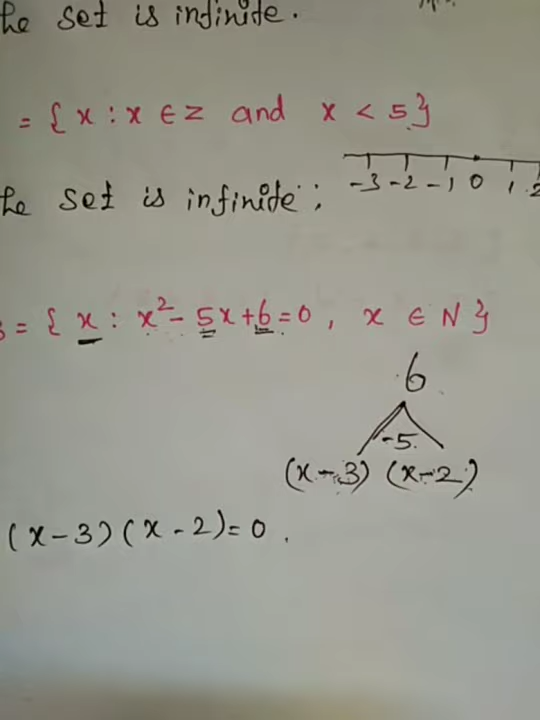 he set is infinite.
= { x : x ∈ Z and x < 5 }
-3 -2 -1 0 1 2
he set is infinite ;
= { x : x² - 5x + 6 = 0 , x ∈ N }
6
-5
(x-3) (x-2)
(x-3)(x-2)=0 .